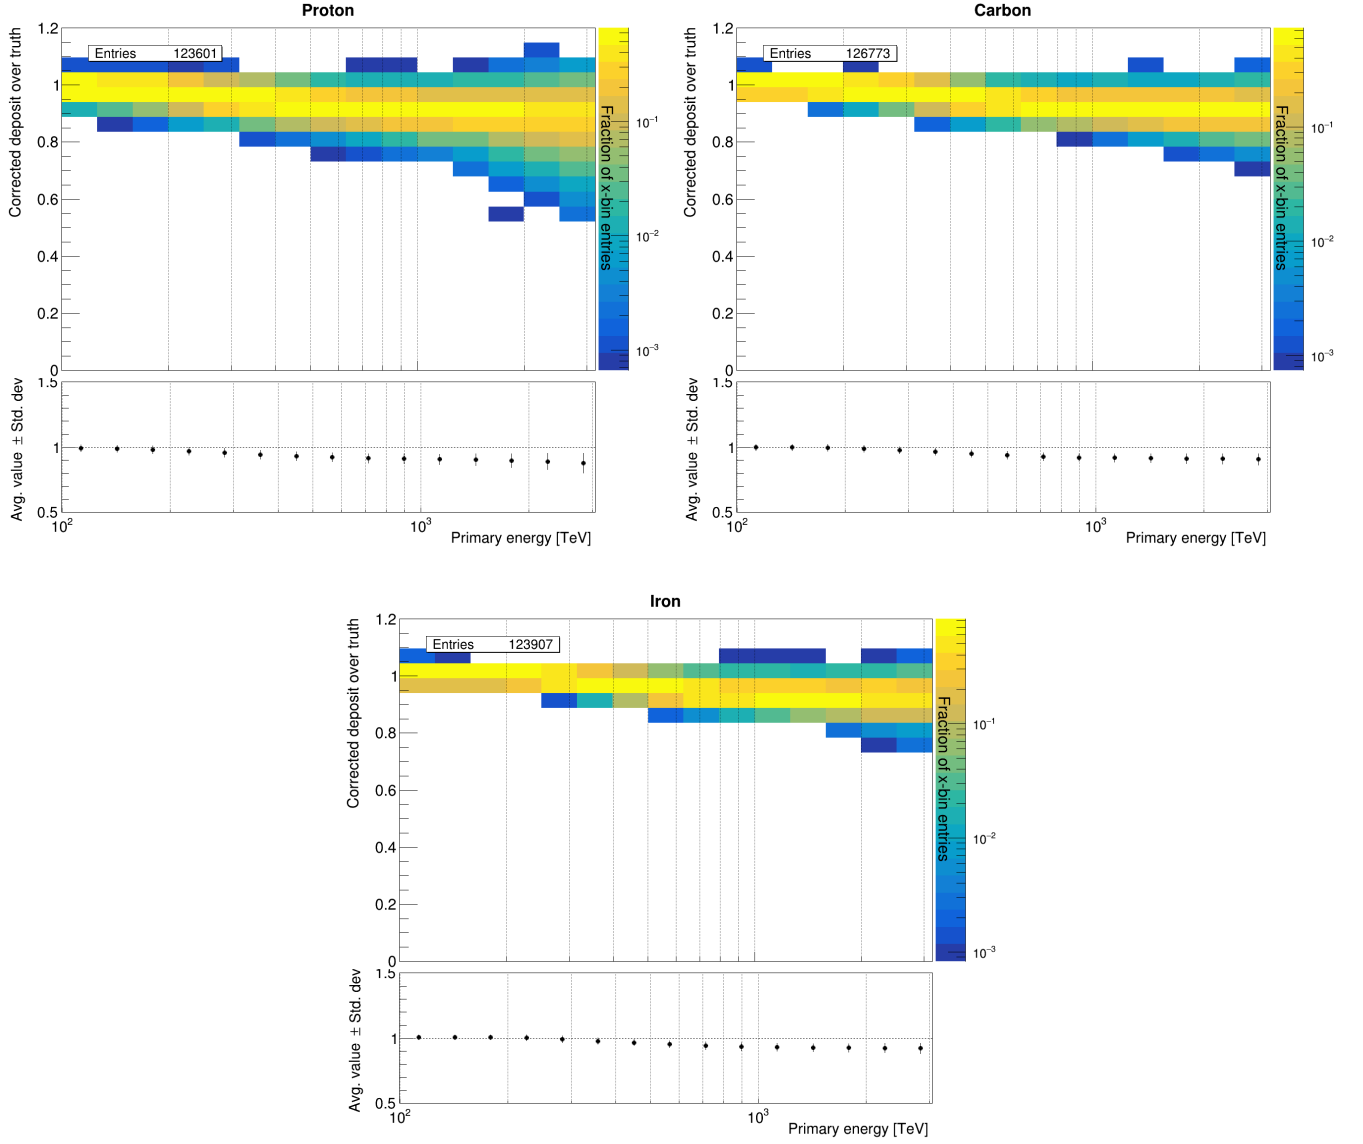 Proton
Entries 123601
Corrected deposit over truth
1.2
1
0.8
0.6
0.4
0.2
0
Fraction of x-bin entries
10⁻¹
10⁻²
10⁻³
Avg. value ± Std. dev
1.5
1
0.5
10²
10³
Primary energy [TeV]
Carbon
Entries 126773
Corrected deposit over truth
1.2
1
0.8
0.6
0.4
0.2
0
Fraction of x-bin entries
10⁻¹
10⁻²
10⁻³
Avg. value ± Std. dev
1.5
1
0.5
10²
10³
Primary energy [TeV]
Iron
Entries 123907
Corrected deposit over truth
1.2
1
0.8
0.6
0.4
0.2
0
Fraction of x-bin entries
10⁻¹
10⁻²
10⁻³
Avg. value ± Std. dev
1.5
1
0.5
10²
10³
Primary energy [TeV]